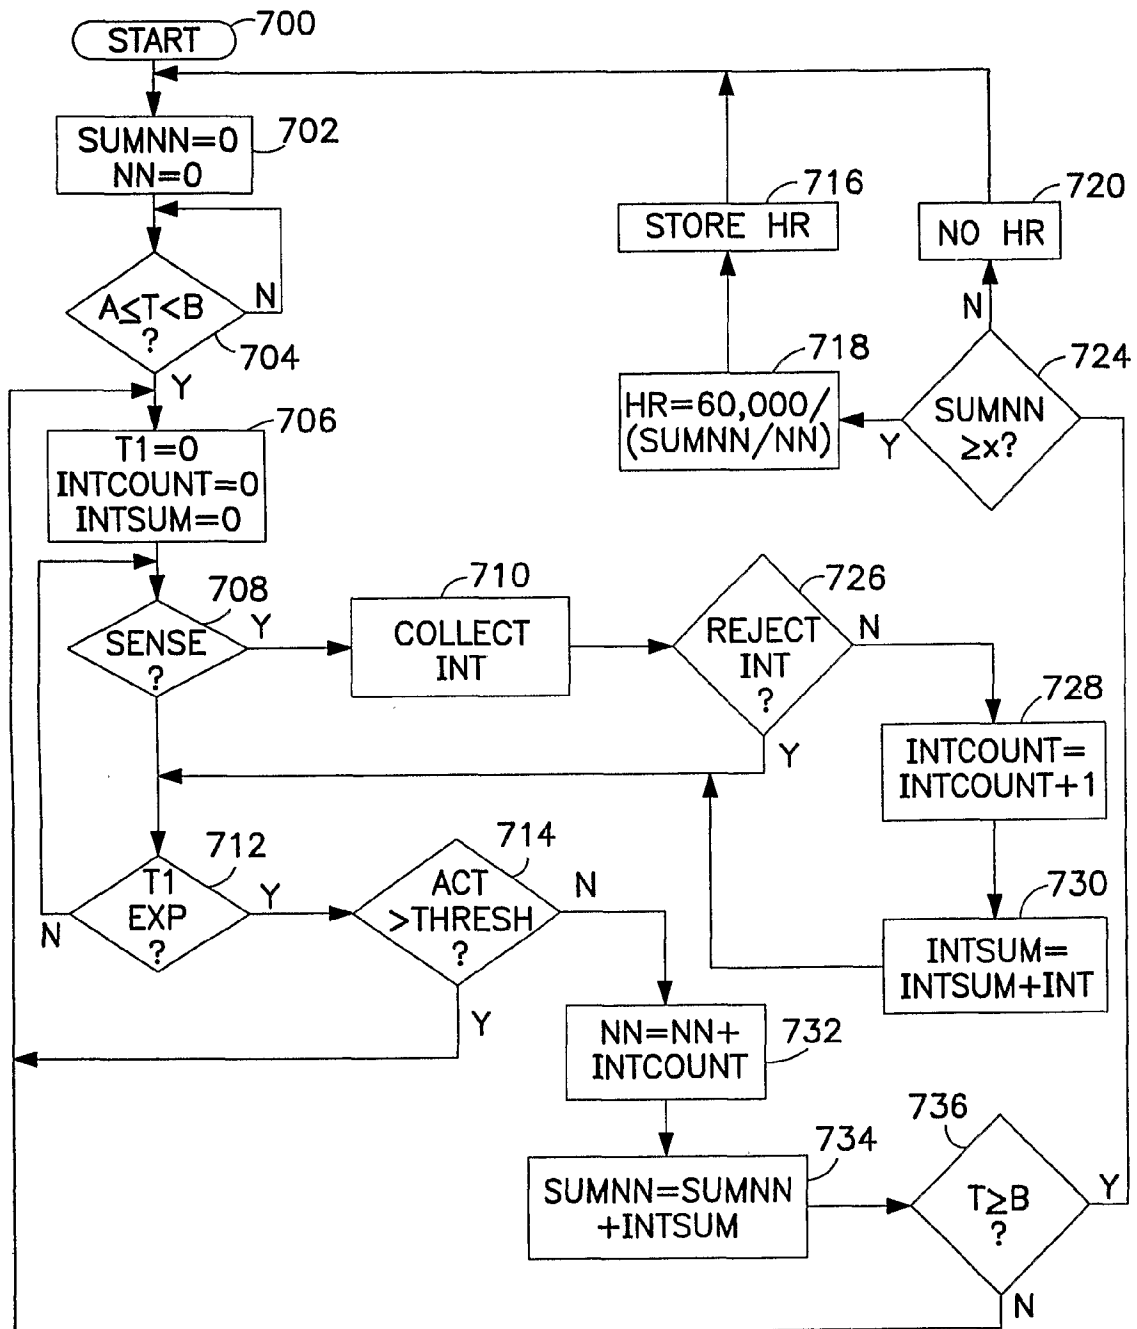 START
700
SUMNN=0
NN=0
702
A≤T<B
?
N
704
Y
T1=0
INTCOUNT=0
INTSUM=0
706
STORE HR
716
NO HR
720
N
HR=60,000/
(SUMNN/NN)
718
Y
SUMNN
≥x?
724
SENSE
?
708
Y
COLLECT
INT
710
REJECT
INT
?
726
N
Y
INTCOUNT=
INTCOUNT+1
728
INTSUM=
INTSUM+INT
730
T1
EXP
?
712
N
Y
ACT
>THRESH
?
714
N
Y
NN=NN+
INTCOUNT
732
SUMNN=SUMNN
+INTSUM
734
T≥B
?
736
Y
N